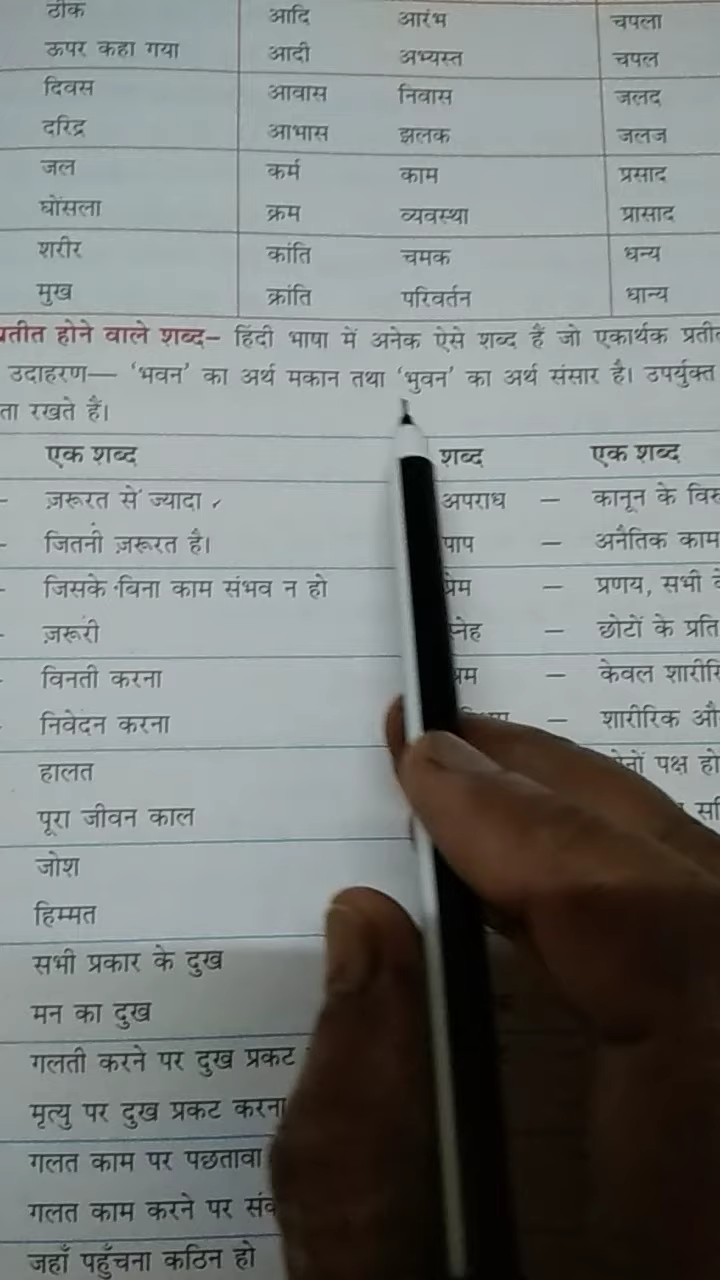 ठीक आदि आरंभ चपला
ऊपर कहा गया आदी अभ्यस्त चपल
दिवस आवास निवास जलद
दरिद्र आभास झलक जलज
जल कर्म काम प्रसाद
घोंसला क्रम व्यवस्था प्रासाद
शरीर कांति चमक धन्य
मुख क्रांति परिवर्तन धान्य
प्रतीत होने वाले शब्द– हिंदी भाषा में अनेक ऐसे शब्द हैं जो एकार्थक
उदाहरण— ‘भवन’ का अर्थ मकान तथा ‘भुवन’ का अर्थ संसार है। उपर्युक्त
रखते हैं।
एक शब्द शब्द एक शब्द
– ज़रूरत से ज्यादा अपराध – कानून के
– जितनी ज़रूरत है। पाप – अनैतिक काम
– जिसके बिना काम संभव न हो प्रेम – प्रणय, सभी
– ज़रूरी स्नेह – छोटों के प्रति
– विनती करना – केवल
– निवेदन करना – शारीरिक
हालत पक्ष
पूरा जीवन काल
जोश
हिम्मत
सभी प्रकार के दुख
मन का दुख
गलती करने पर दुख प्रकट
मृत्यु पर दुख प्रकट करना
गलत काम पर पछतावा
गलत काम करने पर
जहाँ पहुँचना कठिन हो